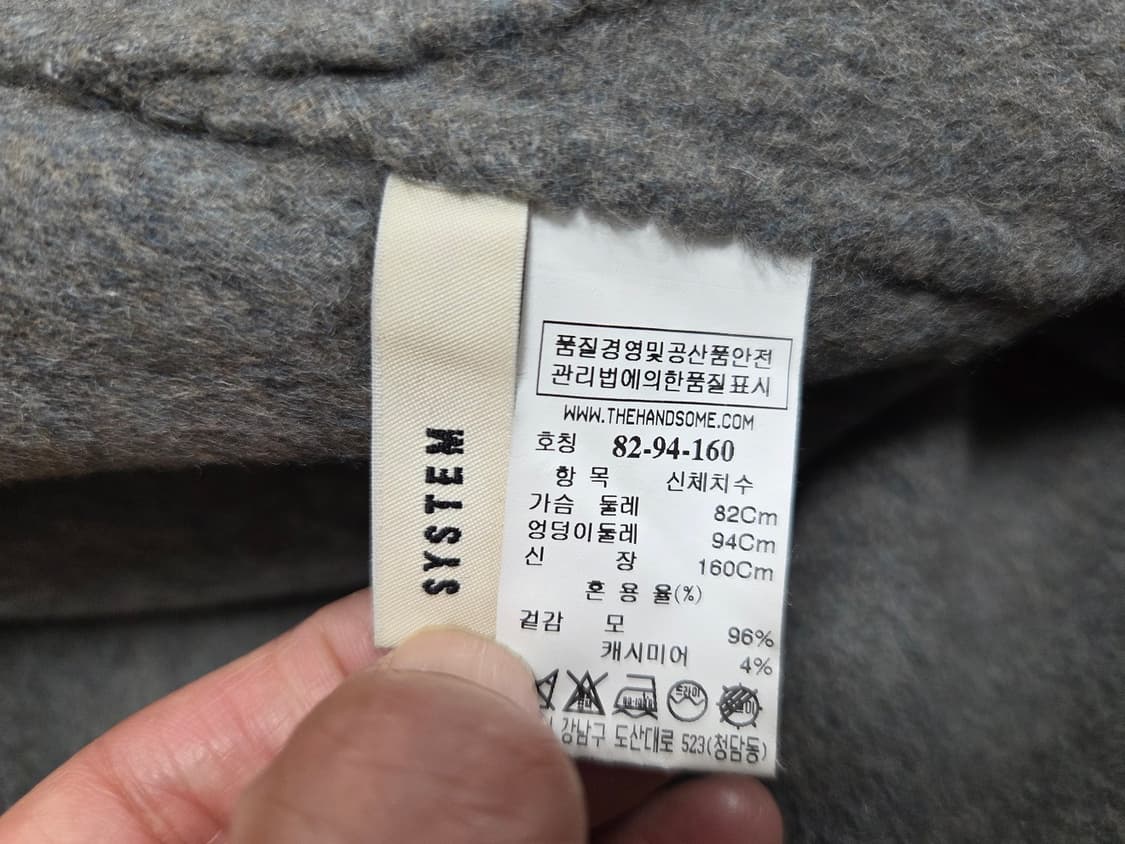 SYSTEM
품질경영및공산품안전
관리법에의한품질표시
WWW.THEHANDSOME.COM
호칭 82-94-160
항 목 신체치수
가슴 둘레 82Cm
엉덩이둘레 94Cm
신 장 160Cm
혼 용 율(%)
겉감 모 96%
캐시미어 4%
드라이
강남구 도산대로 523(청담동)